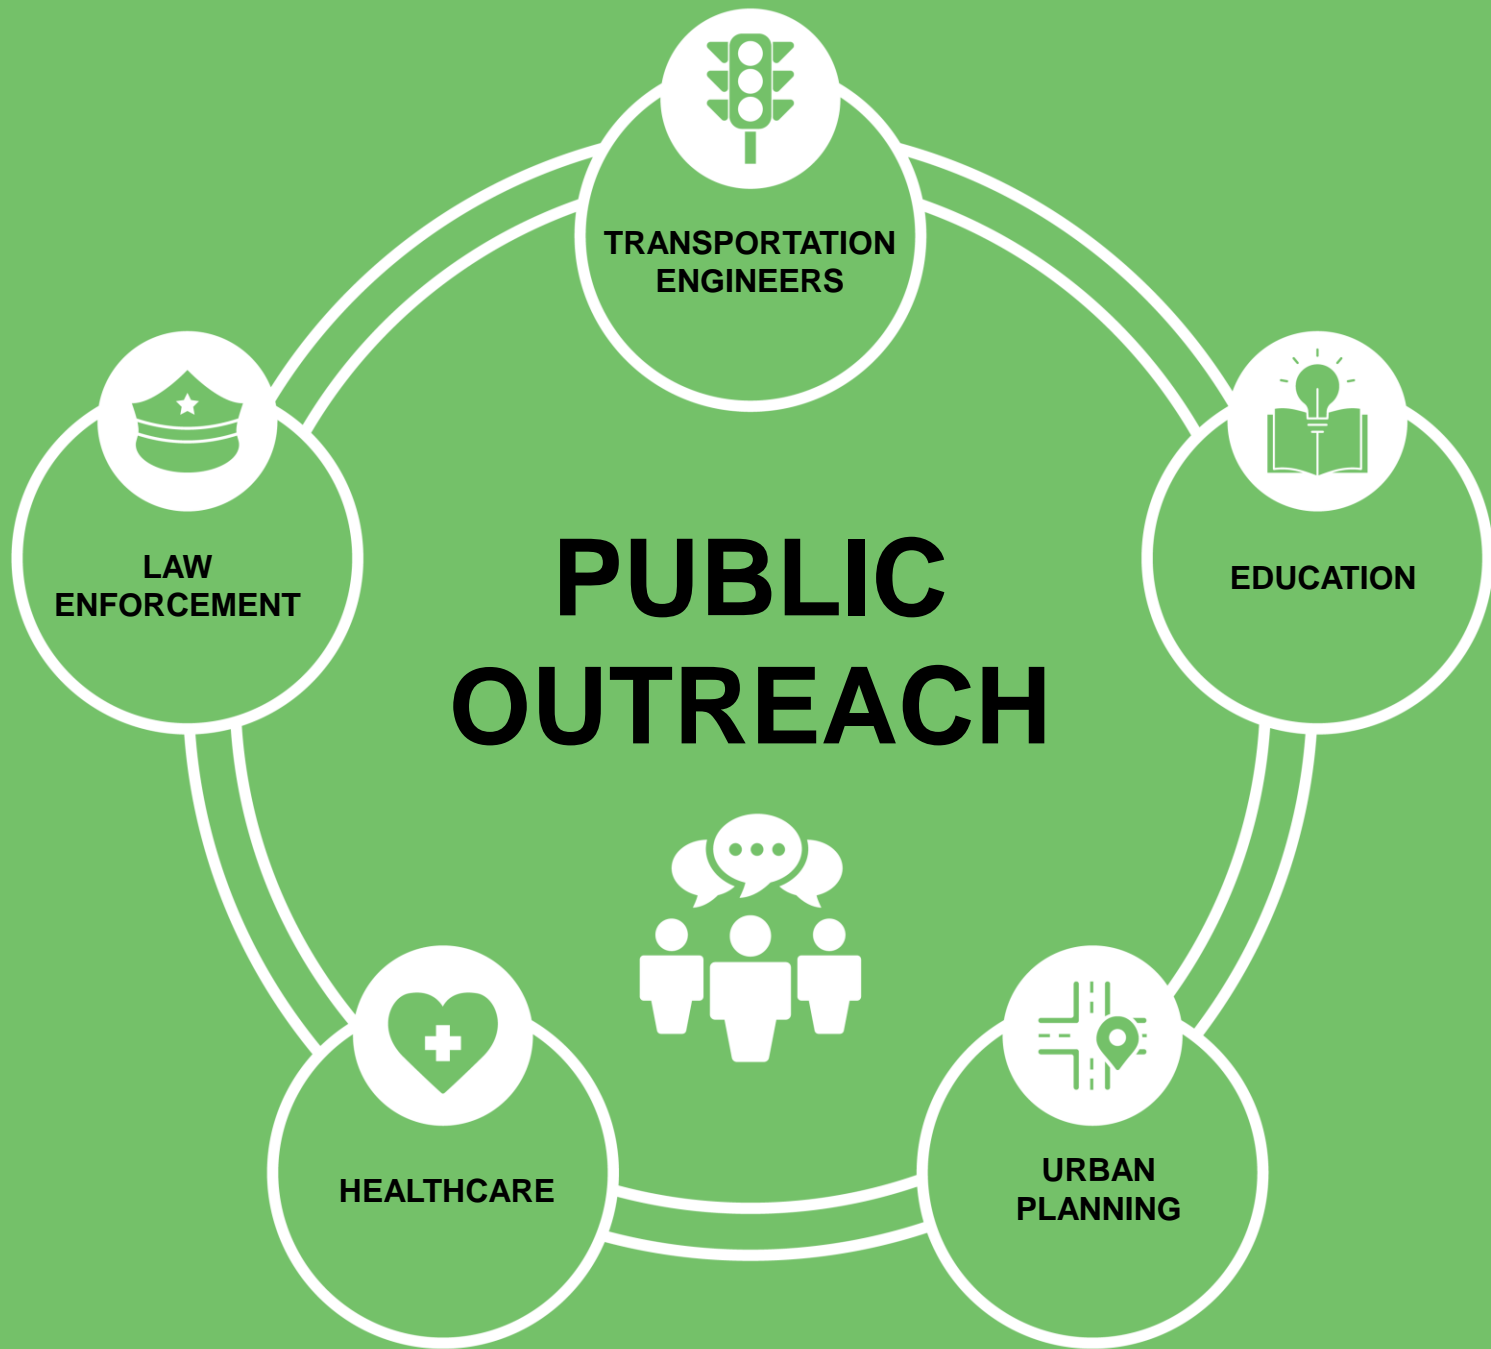 TRANSPORTATION
ENGINEERS
LAW
ENFORCEMENT
EDUCATION
PUBLIC
OUTREACH
HEALTHCARE
URBAN
PLANNING